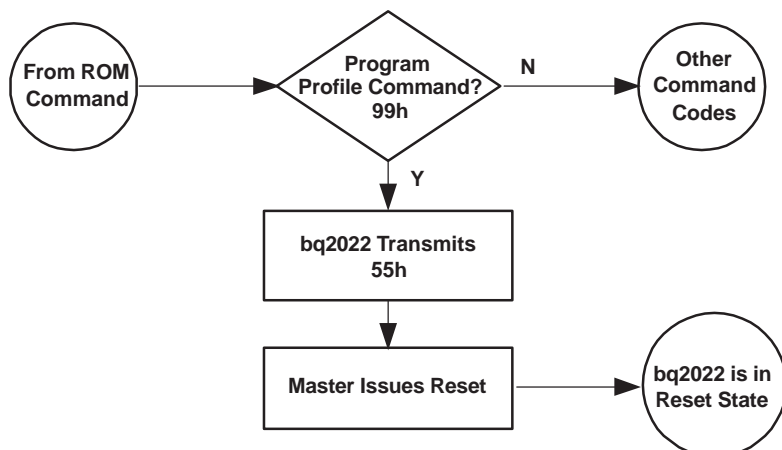 From ROM
Command
Program
Profile Command?
99h
N
Other
Command
Codes
Y
bq2022 Transmits
55h
Master Issues Reset
bq2022 is in
Reset State